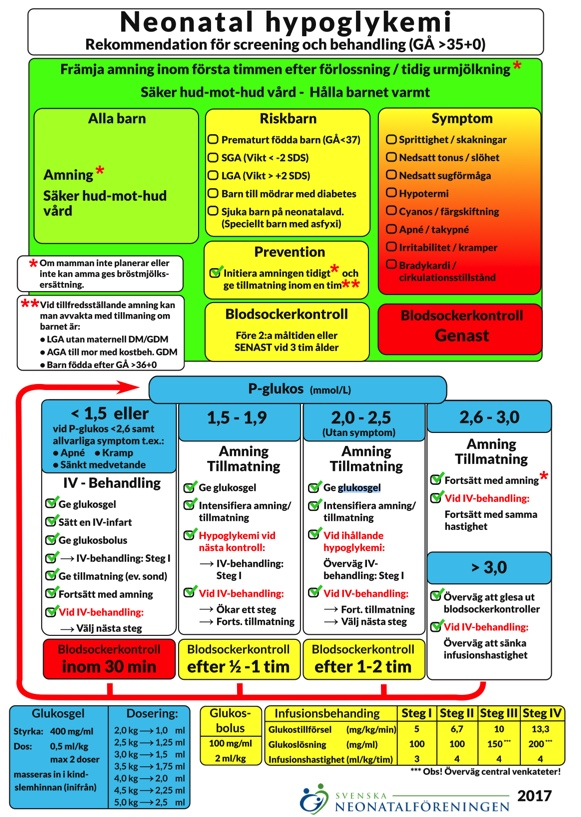 Neonatal hypoglykemi
Rekommendation för screening och behandling (GÅ >35+0)
Främja amning inom första timmen efter förlossning / tidig urmjölkning *
Säker hud-mot-hud vård - Hålla barnet varmt
Alla barn
Amning *
Säker hud-mot-hud
vård
* Om mamman inte planerar eller
inte kan amma ges bröstmjölks-
ersättning.
** Vid tillfredsställande amning kan
man avvakta med tillmaning om
barnet är:
• LGA utan maternell DM/GDM
• AGA till mor med kostbeh. GDM
• Barn födda efter GÅ >36+0
Riskbarn
Prematurt födda barn (GÅ<37)
SGA (Vikt < -2 SDS)
LGA (Vikt > +2 SDS)
Barn till mödrar med diabetes
Sjuka barn på neonatalavd.
(Speciellt barn med asfyxi)
Prevention
Initiera amningen tidigt* och
ge tillmatning inom en tim**
Blodsockerkontroll
Före 2:a måltiden eller
SENAST vid 3 tim ålder
Symptom
Sprittighet / skakningar
Nedsatt tonus / slöhet
Nedsatt sugförmåga
Hypotermi
Cyanos / färgskiftning
Apné / takypné
Irritabilitet / kramper
Bradykardi /
cirkulationsstillstånd
Blodsockerkontroll
Genast
P-glukos (mmol/L)
< 1,5 eller
vid P-glukos <2,6 samt
allvarliga symptom t.ex.:
• Apné • Kramp
• Sänkt medvetande
IV - Behandling
Ge glukosgel
Sätt en IV-infart
Ge glukosbolus
→ IV-behandling: Steg I
Ge tillmatning (ev. sond)
Fortsätt med amning
Vid IV-behandling:
→ Välj nästa steg
Blodsockerkontroll
inom 30 min
1,5 - 1,9
Amning
Tillmatning
Ge glukosgel
Intensifiera amning/
tillmatning
Hypoglykemi vid
nästa kontroll:
→ IV-behandling:
Steg I
Vid IV-behandling:
→ Ökar ett steg
→ Forts. tillmatning
Blodsockerkontroll
efter ½ -1 tim
2,0 - 2,5
(Utan symptom)
Amning
Tillmatning
Ge glukosgel
Intensifiera amning/
tillmatning
Vid ihållande
hypoglykemi:
Överväg IV-
behandling: Steg I
Vid IV-behandling:
→ Fort. tillmatning
→ Välj nästa steg
Blodsockerkontroll
efter 1-2 tim
2,6 - 3,0
Amning
Tillmatning
Fortsätt med amning *
Vid IV-behandling:
Fortsätt med samma
hastighet
> 3,0
Överväg att glesa ut
blodsockerkontroller
Vid IV-behandling:
Överväg att sänka
infusionshastighet
Glukosgel
Styrka: 400 mg/ml
Dos: 0,5 ml/kg
max 2 doser
masseras in i kind-
slemhinnan (inifrån)
Dosering:
2,0 kg → 1,0 ml
2,5 kg → 1,25 ml
3,0 kg → 1,5 ml
3,5 kg → 1,75 ml
4,0 kg → 2,0 ml
4,5 kg → 2,25 ml
5,0 kg → 2,5 ml
Glukos-
bolus
100 mg/ml
2 ml/kg
Infusionsbehanding Steg I Steg II Steg III Steg IV
Glukostillförsel (mg/kg/min) 5 6,7 10 13,3
Glukoslösning (mg/ml) 100 100 150 *** 200 ***
Infusionshastighet (ml/kg/tim) 3 4 4 4
*** Obs! Överväg central venkateter!
SVENSKA
NEONATALFÖRENINGEN 2017